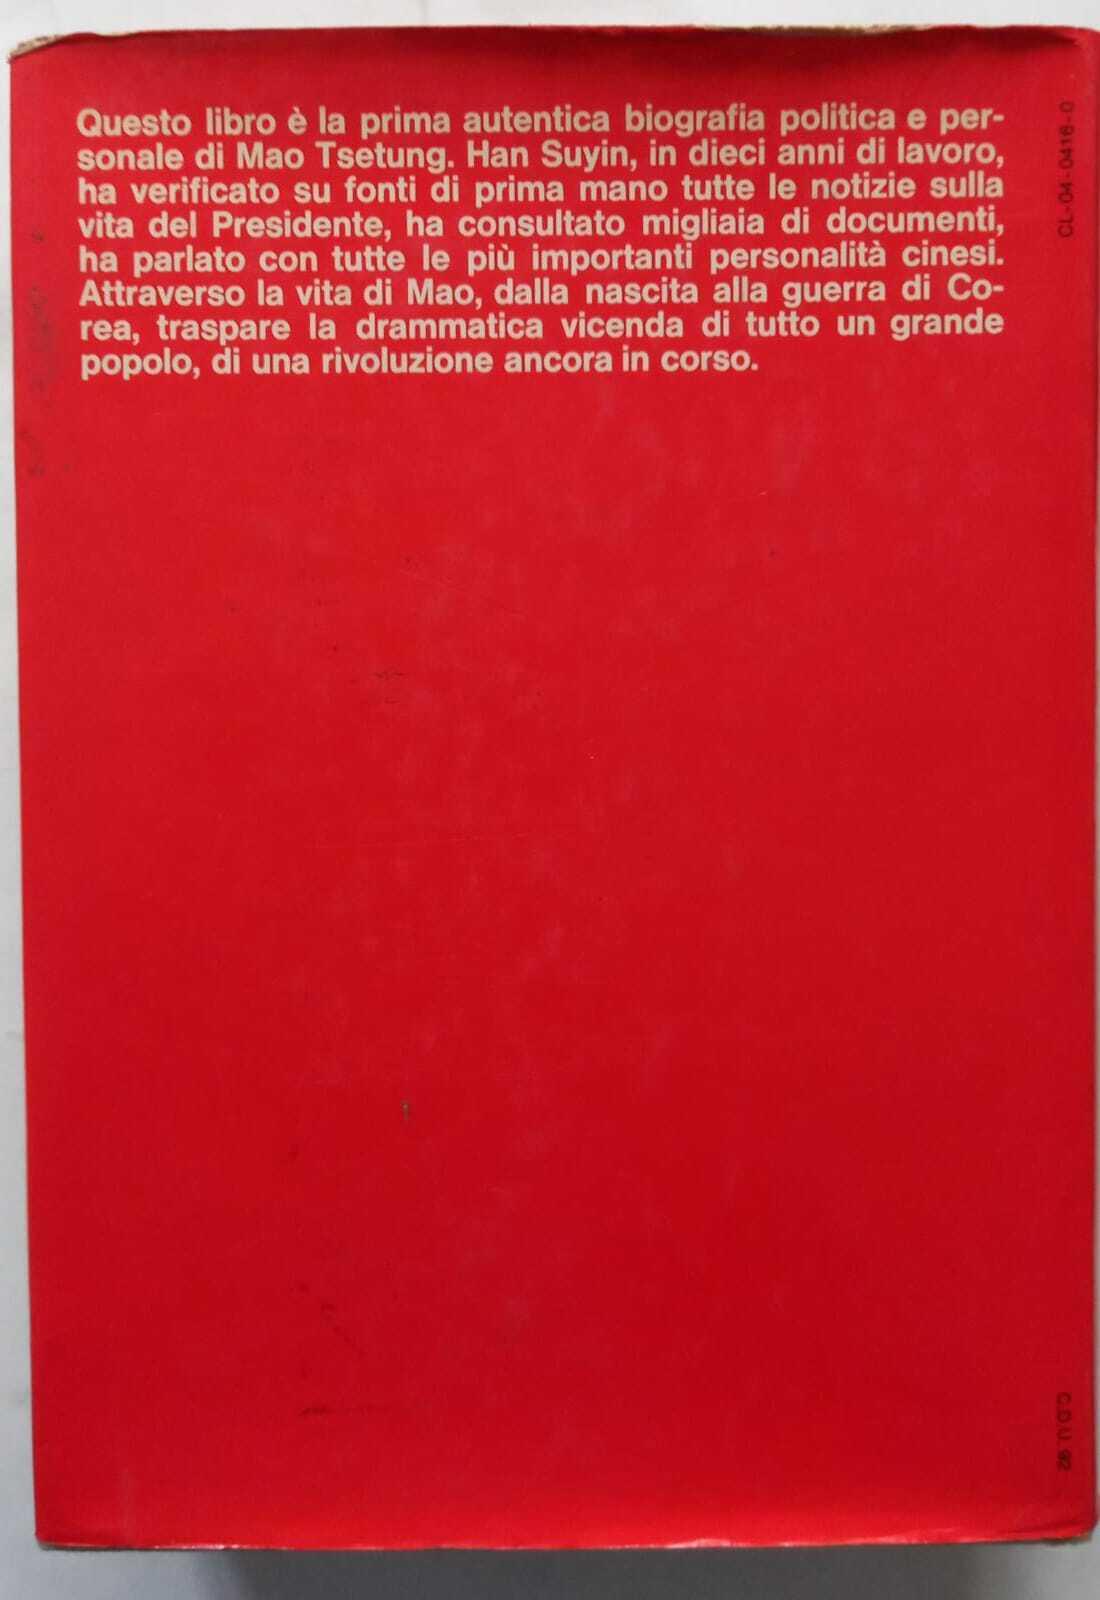 Questo libro è la prima autentica biografia politica e per-
sonale di Mao Tsetung. Han Suyin, in dieci anni di lavoro,
ha verificato su fonti di prima mano tutte le notizie sulla
vita del Presidente, ha consultato migliaia di documenti,
ha parlato con tutte le più importanti personalità cinesi.
Attraverso la vita di Mao, dalla nascita alla guerra di Co-
rea, traspare la drammatica vicenda di tutto un grande
popolo, di una rivoluzione ancora in corso.
CL-04-0416-0
C.D.U. 92